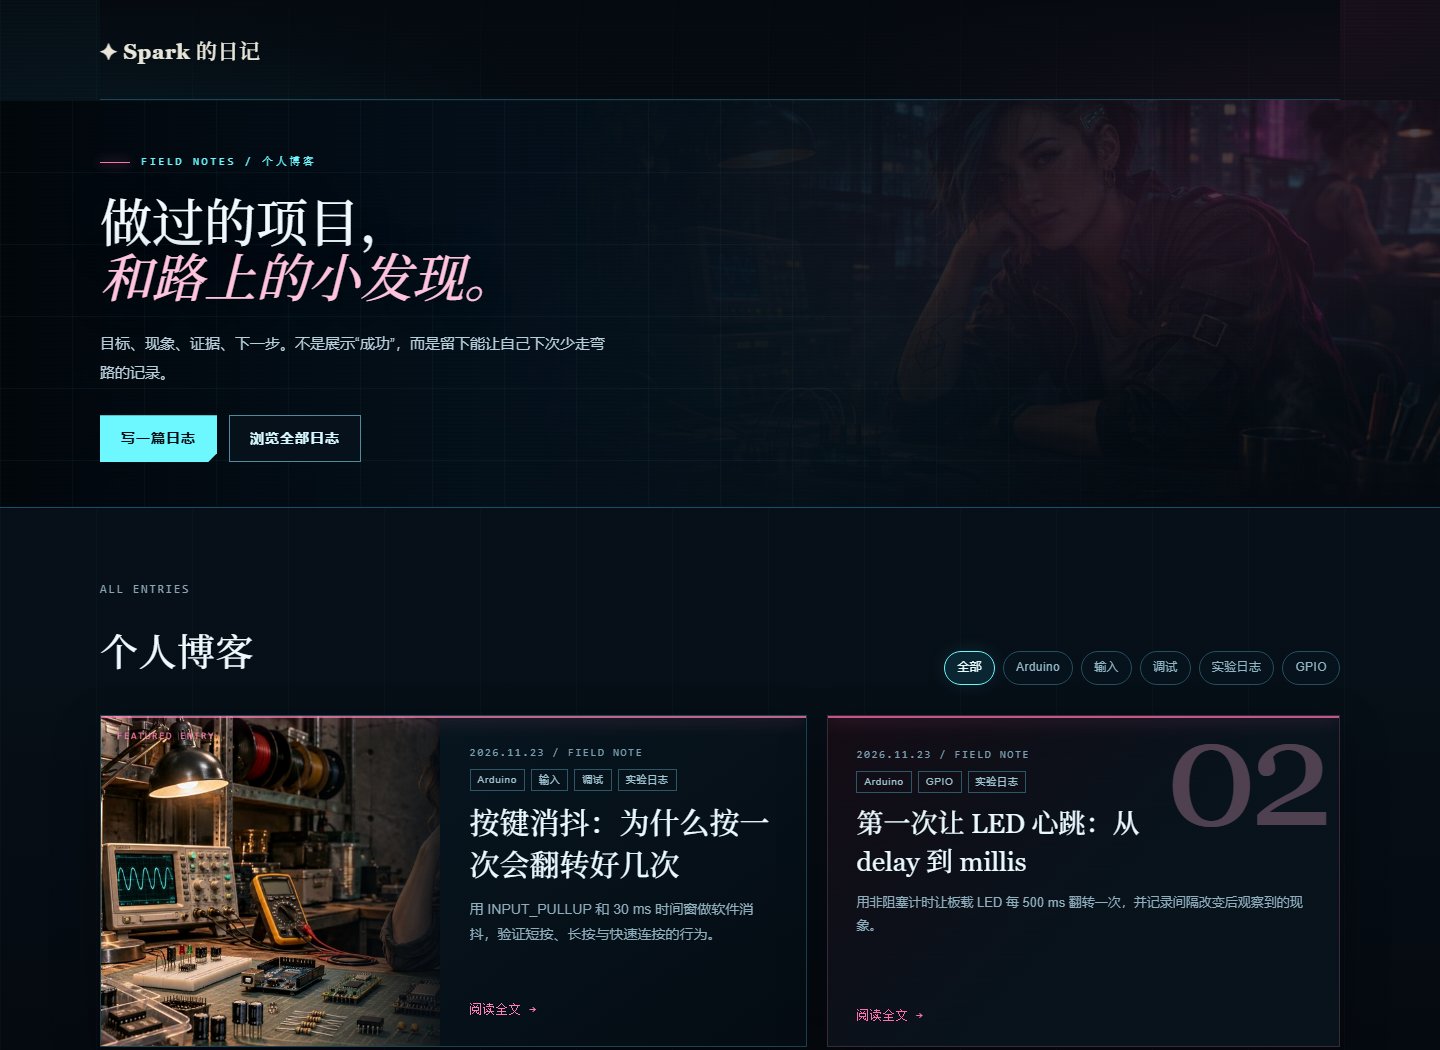 ✦ Spark 的日记
FIELD NOTES / 个人博客
做过的项目，
和路上的小发现。
目标、现象、证据、下一步。不是展示“成功”，而是留下能让自己下次少走弯
路的记录。
写一篇日志
浏览全部日志
ALL ENTRIES
个人博客
全部
Arduino
输入
调试
实验日志
GPIO
FEATURED ENTRY
2026.11.23 / FIELD NOTE
Arduino
输入
调试
实验日志
按键消抖：为什么按一
次会翻转好几次
用 INPUT_PULLUP 和 30 ms 时间窗做软件消
抖，验证短按、长按与快速连按的行为。
阅读全文 →
02
2026.11.23 / FIELD NOTE
Arduino
GPIO
实验日志
第一次让 LED 心跳：从
delay 到 millis
用非阻塞计时让板载 LED 每 500 ms 翻转一次，并记录间隔改变后观察到的现
象。
阅读全文 →